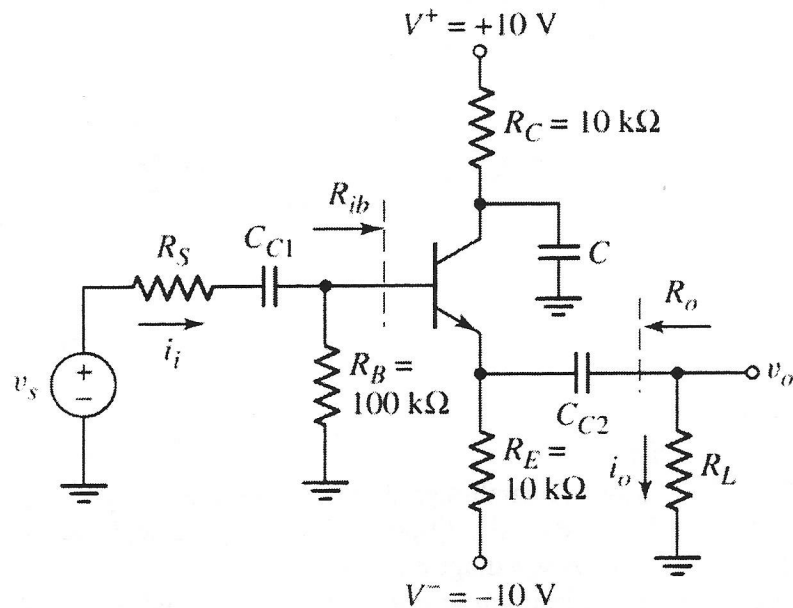 V⁺ = +10 V
R_C = 10 kΩ
R_ib
R_S
C_C1
C
R_o
i_i
v_s
+
−
R_B =
100 kΩ
C_C2
v_o
R_E =
10 kΩ
i_o
R_L
V⁻ = −10 V